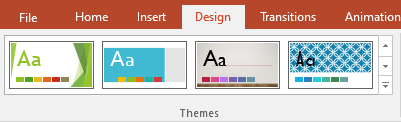 File Home Insert Design Transitions Animation
Aa Aa Aa Aa
Themes